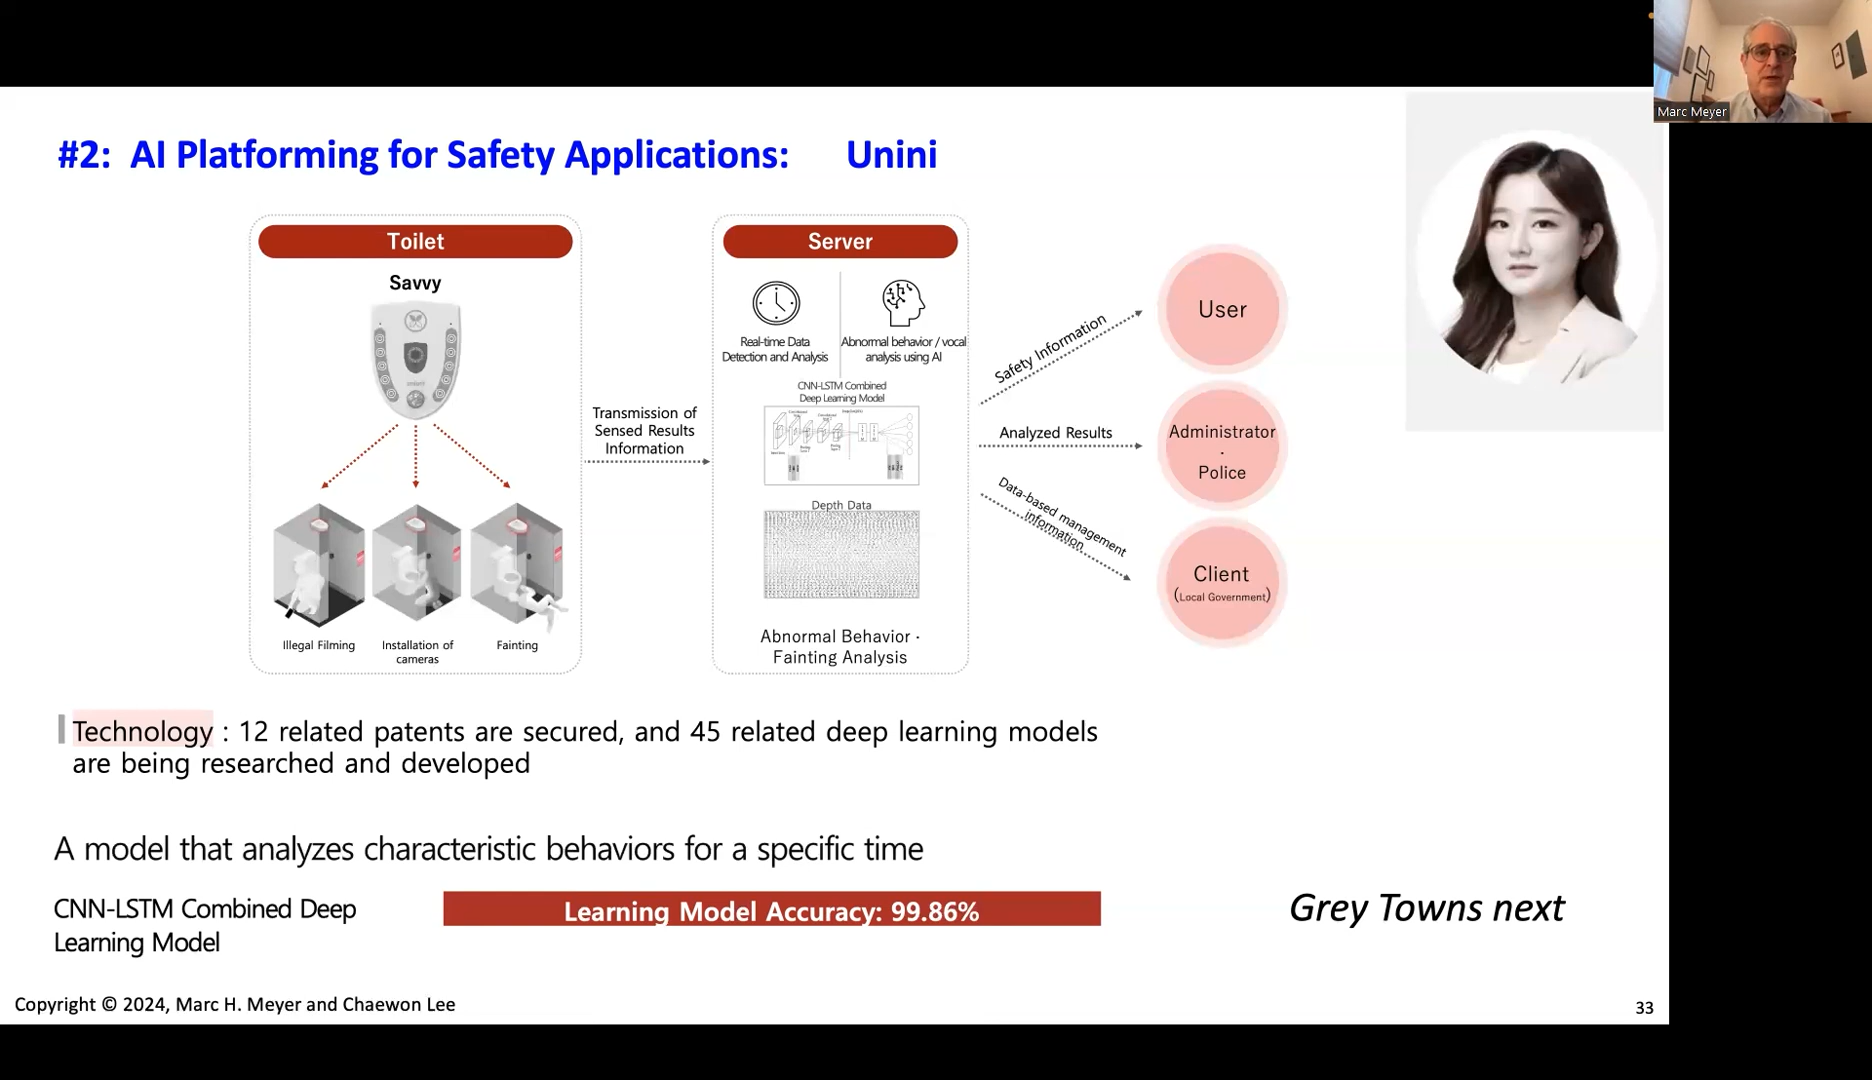 Marc Meyer
#2: AI Platforming for Safety Applications: Unini
Toilet
Savvy
Illegal Filming
Installation of
cameras
Fainting
Transmission of
Sensed Results
Information
Server
Real-time Data
Detection and Analysis
Abnormal behavior / vocal
analysis using AI
CNN-LSTM Combined
Deep Learning Model
Depth Data
Abnormal Behavior ·
Fainting Analysis
Safety Information
Analyzed Results
Data-based management
information
User
Administrator
·
Police
Client
(Local Government)
Technology : 12 related patents are secured, and 45 related deep learning models
are being researched and developed
A model that analyzes characteristic behaviors for a specific time
CNN-LSTM Combined Deep
Learning Model
Learning Model Accuracy: 99.86%
Grey Towns next
Copyright © 2024, Marc H. Meyer and Chaewon Lee
33